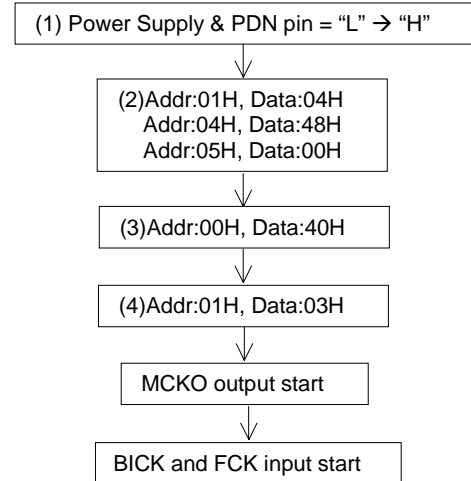 (1) Power Supply & PDN pin = “L” → “H”
(2)Addr:01H, Data:04H
Addr:04H, Data:48H
Addr:05H, Data:00H
(3)Addr:00H, Data:40H
(4)Addr:01H, Data:03H
MCKO output start
BICK and FCK input start